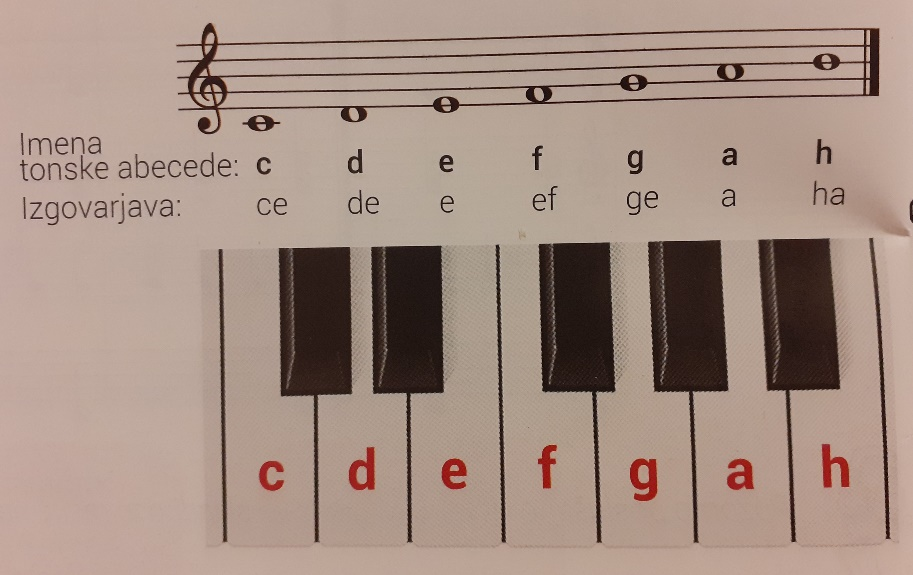 Imena
tonske abecede: c d e f g a h
Izgovarjava: ce de e ef ge a ha
c d e f g a h